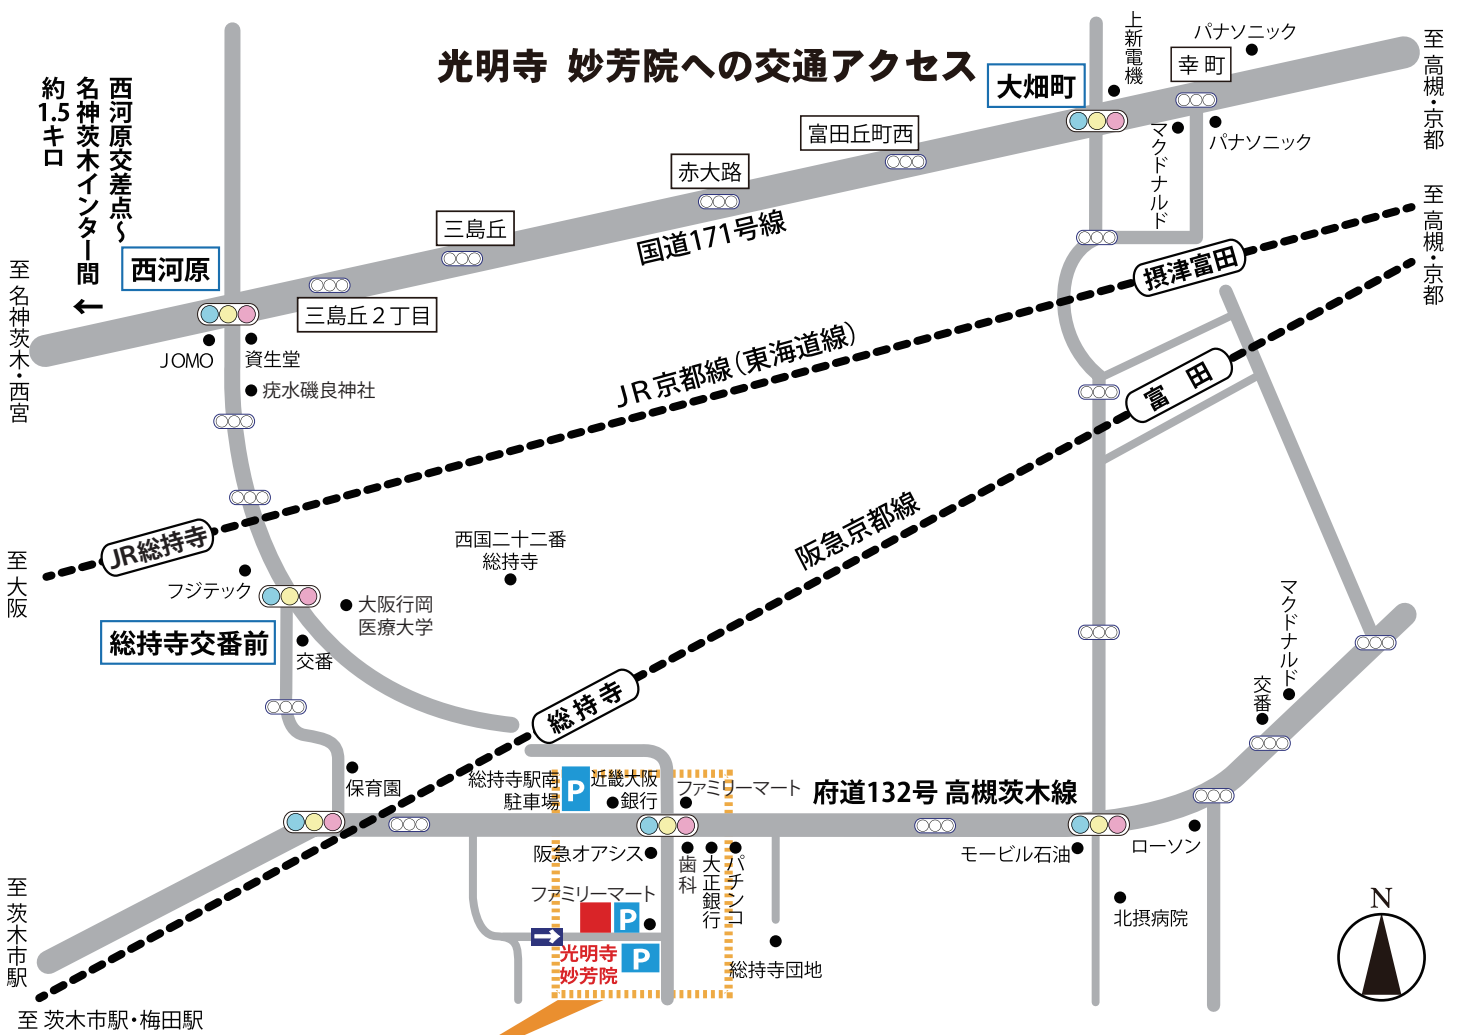 光明寺 妙芳院への交通アクセス
西河原交差点〜
名神茨木インター間
約1.5キロ
←
西河原
至 名神茨木・西宮
JOMO
資生堂
疣水磯良神社
三島丘２丁目
三島丘
赤大路
富田丘町西
国道171号線
大畑町
上新電機
幸町
パナソニック
パナソニック
マクドナルド
至 高槻・京都
至 高槻・京都
摂津富田
富田
JR京都線(東海道線)
阪急京都線
JR総持寺
至 大阪
フジテック
西国二十二番
総持寺
大阪行岡
医療大学
総持寺交番前
交番
総持寺
保育園
総持寺駅南
駐車場
P
近畿大阪
銀行
ファミリーマート
府道132号 高槻茨木線
マクドナルド
交番
ローソン
モービル石油
北摂病院
阪急オアシス
歯科
大正銀行
パチンコ
ファミリーマート
P
光明寺
妙芳院
P
総持寺団地
至 茨木市駅
至 茨木市駅・梅田駅
N